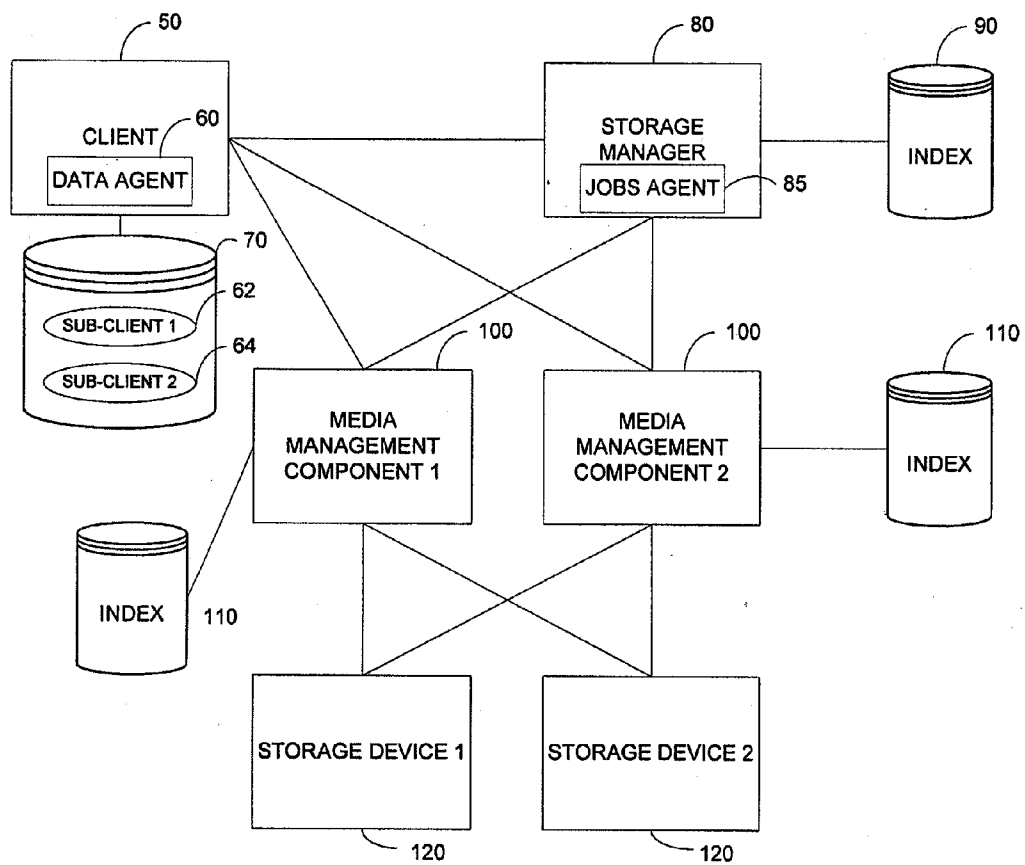 50
80
90
CLIENT
60
DATA AGENT
STORAGE
MANAGER
JOBS AGENT
85
INDEX
70
SUB-CLIENT 1
62
SUB-CLIENT 2
64
100
100
110
MEDIA
MANAGEMENT
COMPONENT 1
MEDIA
MANAGEMENT
COMPONENT 2
INDEX
INDEX
110
STORAGE DEVICE 1
STORAGE DEVICE 2
120
120